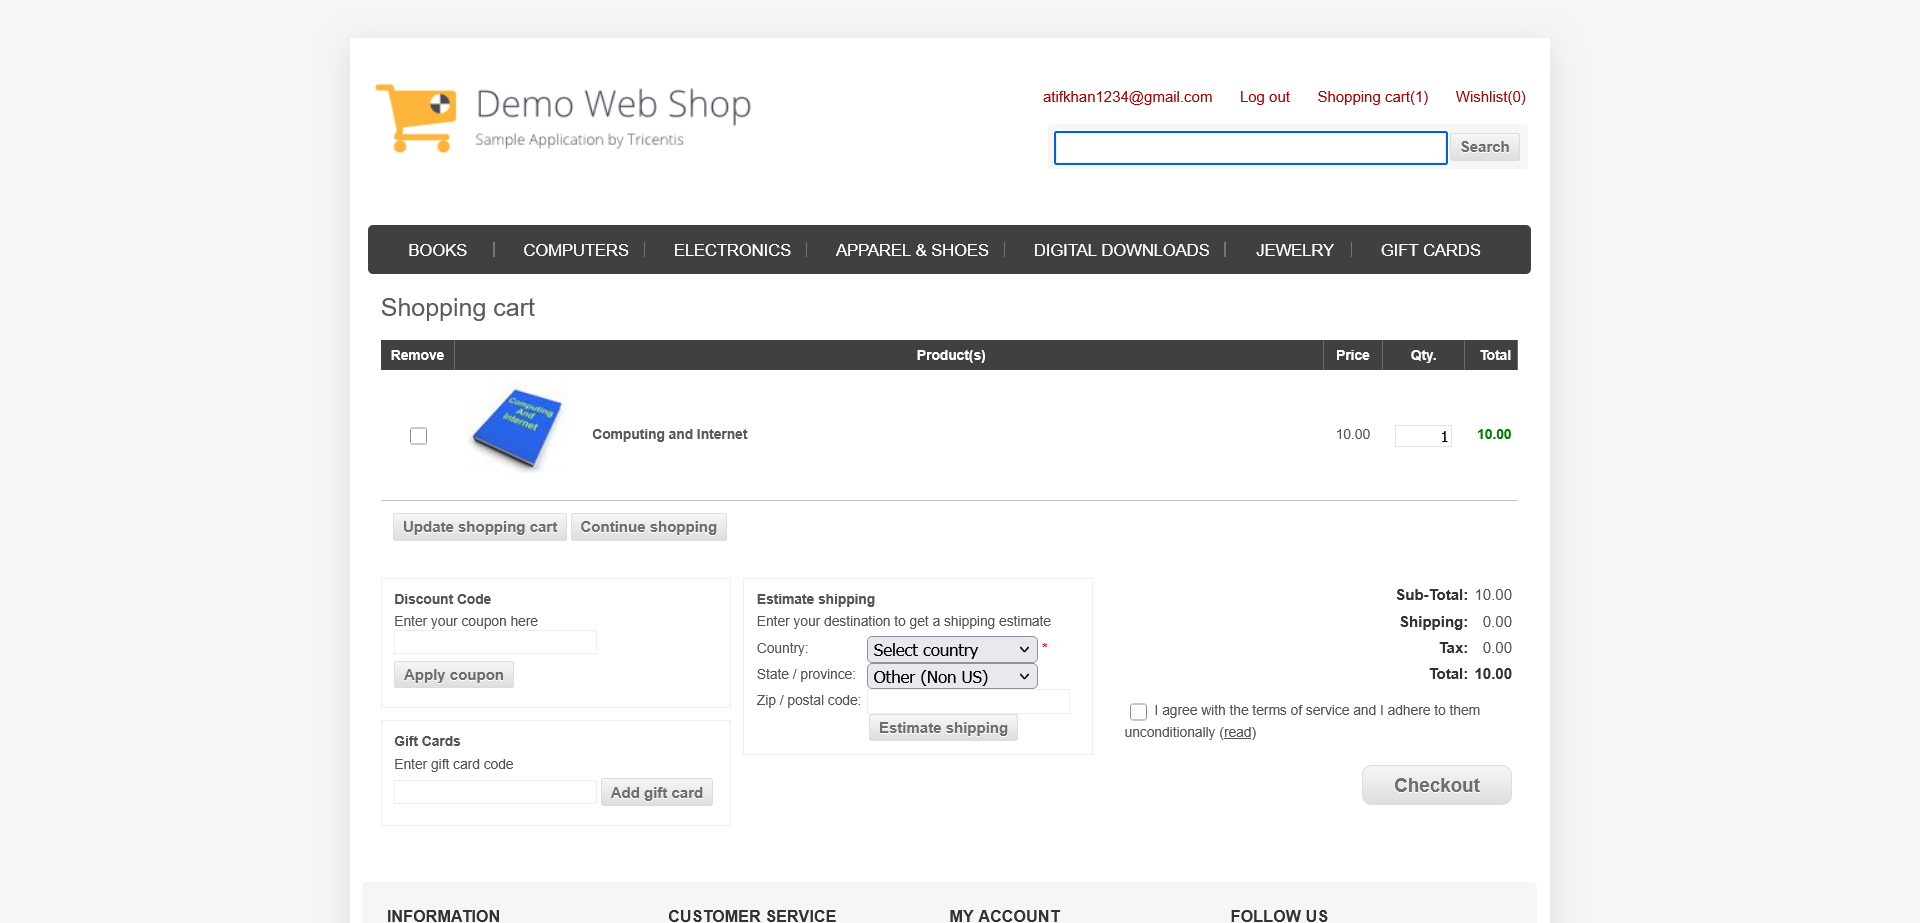 Demo Web Shop
Sample Application by Tricentis
atifkhan1234@gmail.com Log out Shopping cart(1) Wishlist(0)
Search
BOOKS COMPUTERS ELECTRONICS APPAREL & SHOES DIGITAL DOWNLOADS JEWELRY GIFT CARDS
Shopping cart
Remove Product(s) Price Qty. Total
Computing
And
Internet
Computing and Internet 10.00 1 10.00
Update shopping cart Continue shopping
Discount Code
Enter your coupon here
Apply coupon
Gift Cards
Enter gift card code
Add gift card
Estimate shipping
Enter your destination to get a shipping estimate
Country: Select country *
State / province: Other (Non US)
Zip / postal code:
Estimate shipping
Sub-Total: 10.00
Shipping: 0.00
Tax: 0.00
Total: 10.00
I agree with the terms of service and I adhere to them
unconditionally (read)
Checkout
INFORMATION CUSTOMER SERVICE MY ACCOUNT FOLLOW US